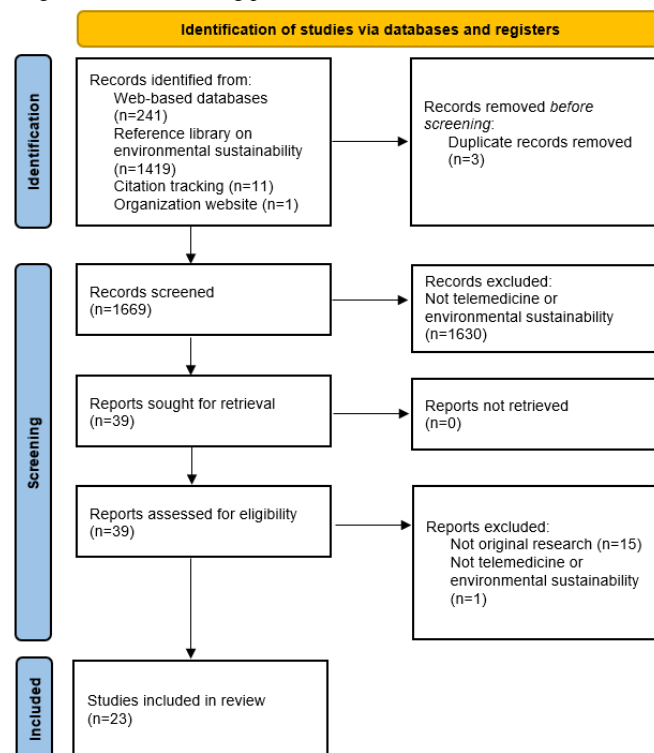 Identification of studies via databases and registers
Identification
Records identified from:
Web-based databases
(n=241)
Reference library on
environmental sustainability
(n=1419)
Citation tracking (n=11)
Organization website (n=1)
Records removed before
screening:
Duplicate records removed
(n=3)
Screening
Records screened
(n=1669)
Records excluded:
Not telemedicine or
environmental sustainability
(n=1630)
Reports sought for retrieval
(n=39)
Reports not retrieved
(n=0)
Reports assessed for eligibility
(n=39)
Reports excluded:
Not original research (n=15)
Not telemedicine or
environmental sustainability
(n=1)
Included
Studies included in review
(n=23)